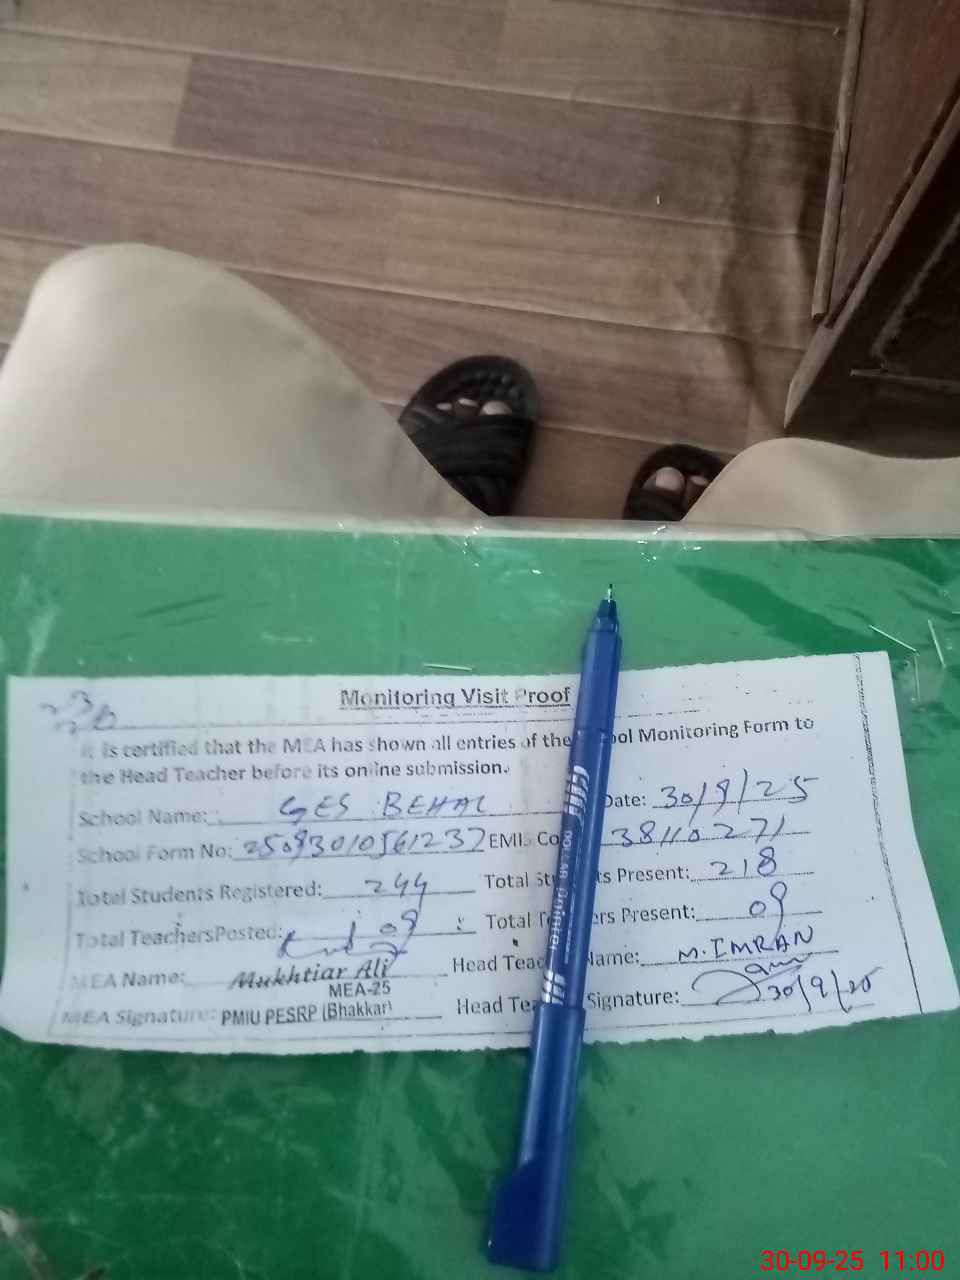 Monitoring Visit Proof
It is certified that the MEA has shown all entries of the ool Monitoring Form to
the Head Teacher before its online submission.
School Name: GES BEHAL Date: 30/9/25
School Form No: EMIS Co 38110271
Total Students Registered: 244 Total St ts Present: 218
Total TeachersPosted: 09 Total T ers Present: 09
MEA Name: Mukhtiar Ali Head Teac Name: M. IMRAN
MEA-25
MEA Signature: PMIU PESRP (Bhakkar) Head Tea Signature: 30/9/25
DOLLAR Pointer
30-09-25 11:00